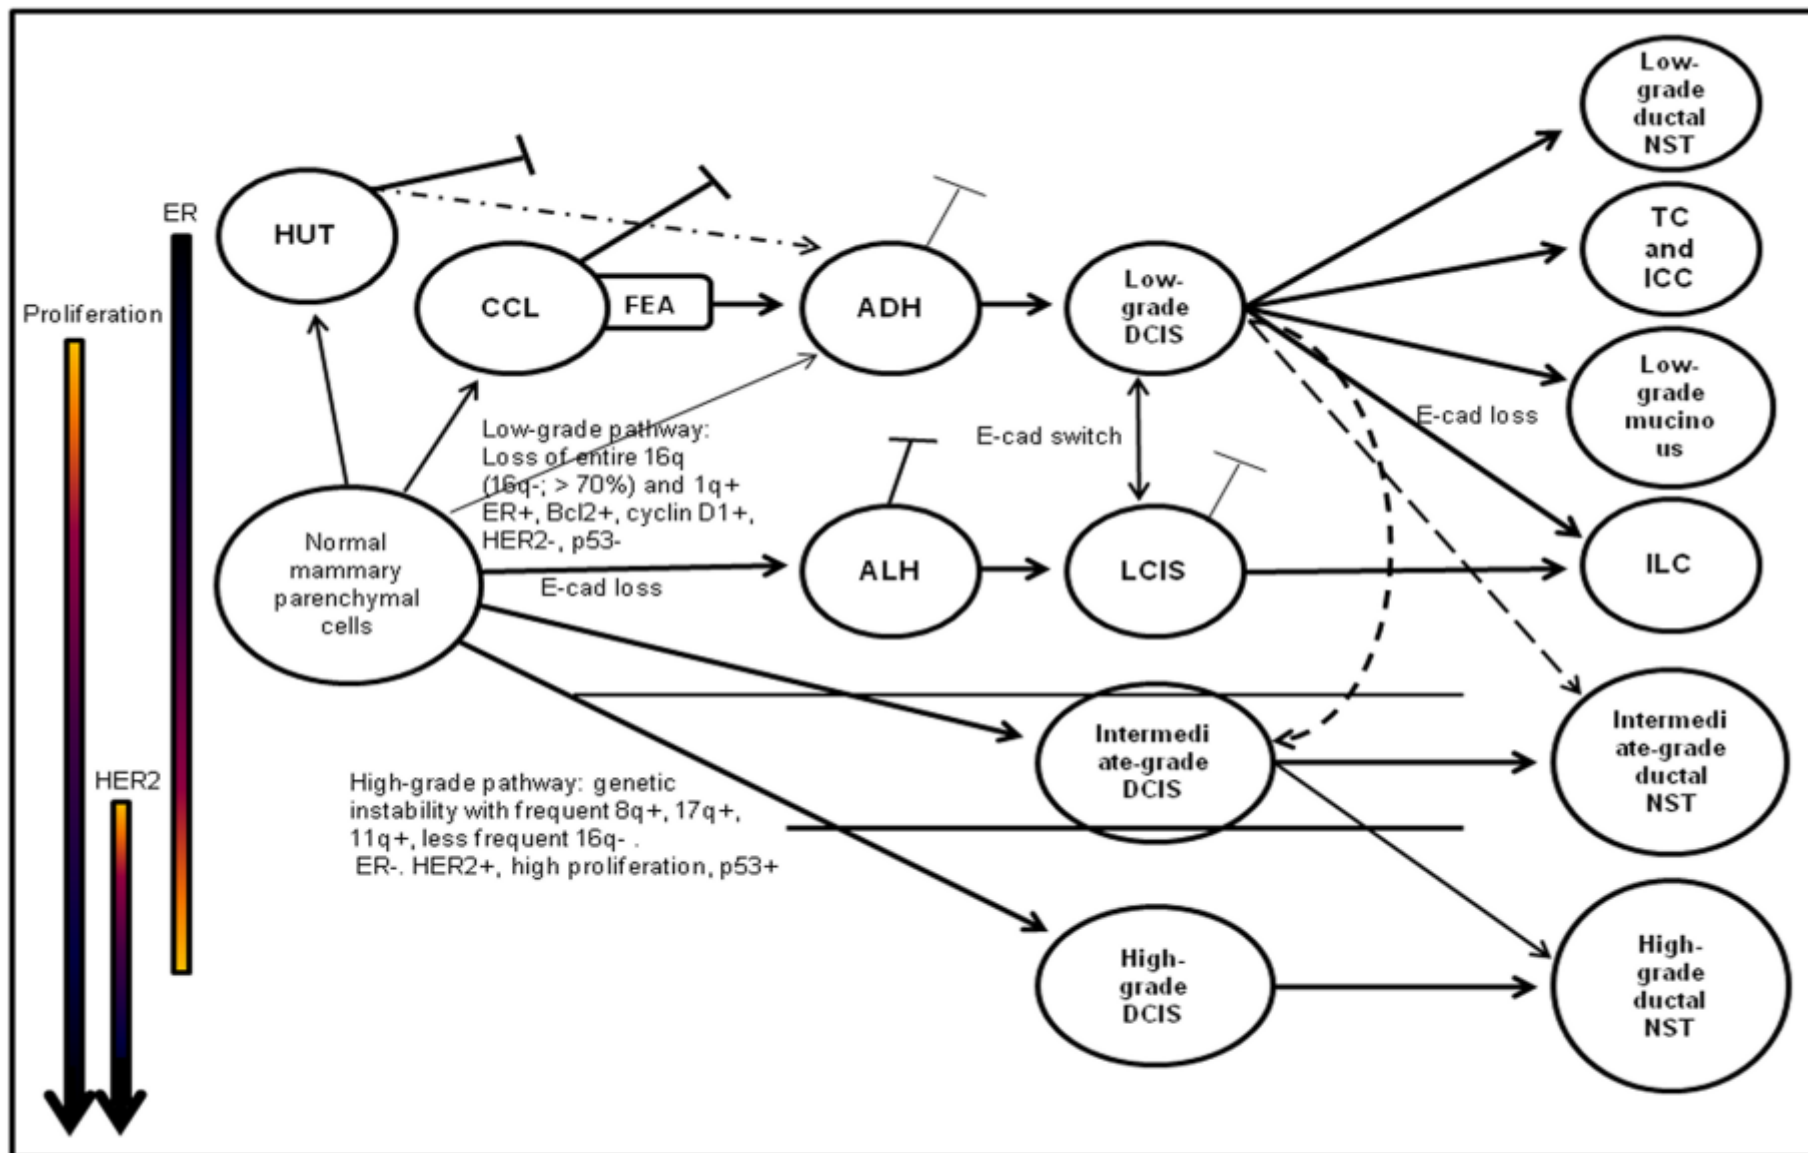 Low-
grade
ductal
NST
ER
HUT
TC
and
ICC
Proliferation
CCL
FEA
ADH
Low-
grade
DCIS
Low-
grade
mucino
us
E-cad loss
Low-grade pathway:
Loss of entire 16q
(16q-; > 70%) and 1q+
ER+, Bcl2+, cyclin D1+,
HER2-, p53-
E-cad switch
Normal
mammary
parenchymal
cells
E-cad loss
ALH
LCIS
ILC
HER2
High-grade pathway: genetic
instability with frequent 8q+, 17q+,
11q+, less frequent 16q- .
ER-. HER2+, high proliferation, p53+
Intermedi
ate-grade
DCIS
Intermedi
ate-grade
ductal
NST
High-
grade
DCIS
High-
grade
ductal
NST